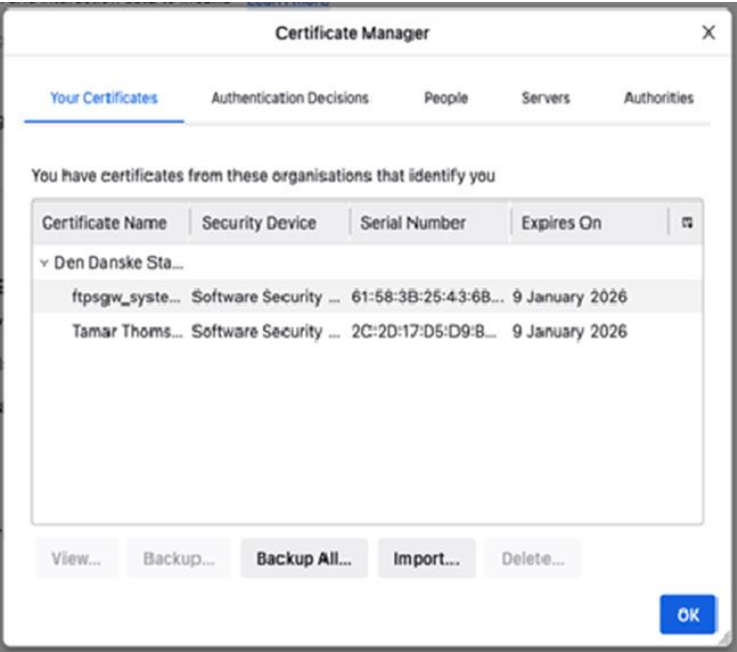 Certificate Manager
Your Certificates Authentication Decisions People Servers Authorities
You have certificates from these organisations that identify you
Certificate Name Security Device Serial Number Expires On
Den Danske Sta...
ftpsgw_syste... Software Security ... 61:58:3B:25:43:6B... 9 January 2026
Tamar Thoms... Software Security ... 2C:2D:17:D5:D9:B... 9 January 2026
View... Backup... Backup All... Import... Delete...
OK